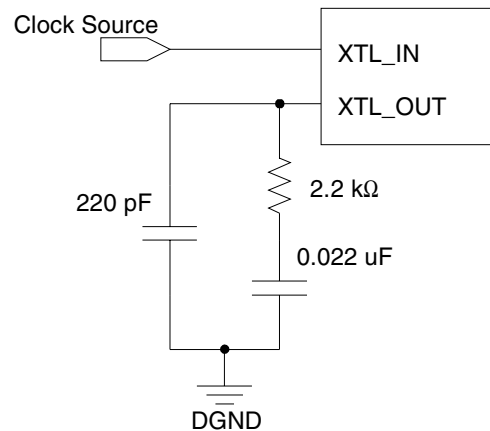 Clock Source
XTL_IN
XTL_OUT
220 pF
2.2 kΩ
0.022 uF
DGND